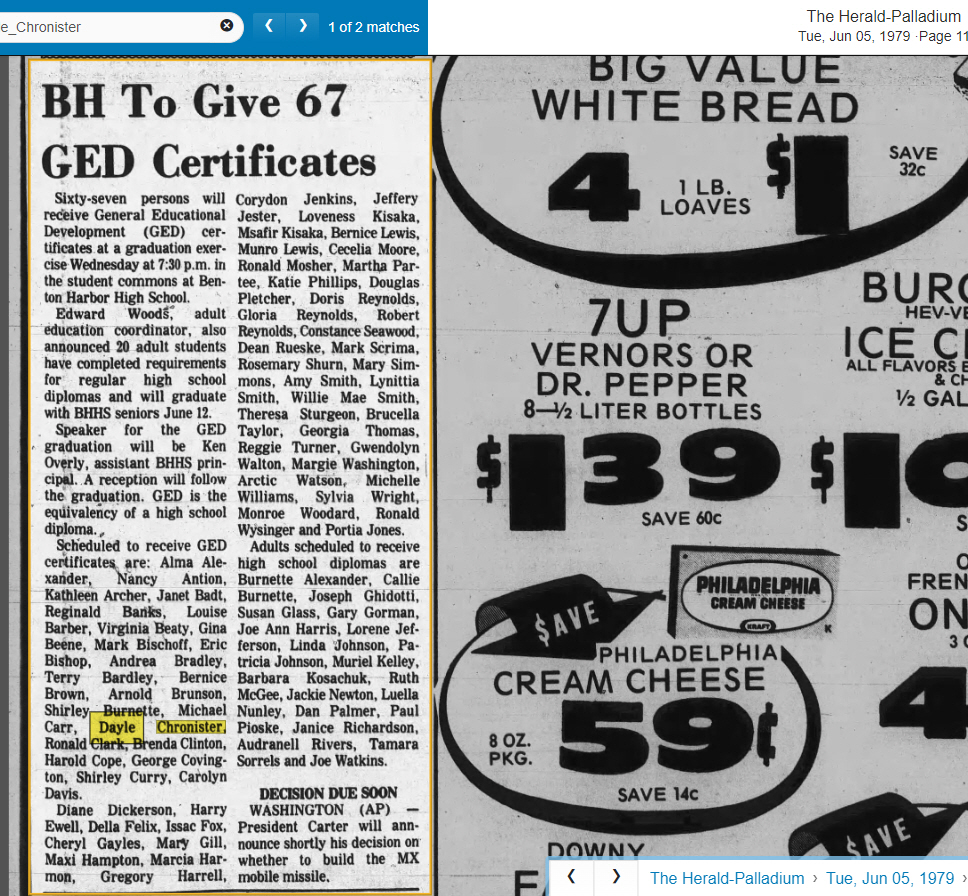 e_Chronister
1 of 2 matches
The Herald-Palladium
Tue, Jun 05, 1979 ·Page 11
BH To Give 67
GED Certificates
Sixty-seven persons will
receive General Educational
Development (GED) cer-
tificates at a graduation exer-
cise Wednesday at 7:30 p.m. in
the student commons at Ben-
ton Harbor High School.
Edward Woods, adult
education coordinator, also
announced 20 adult students
have completed requirements
for regular high school
diplomas and will graduate
with BHHS seniors June 12.
Speaker for the GED
graduation will be Ken
Overly, assistant BHHS prin-
cipal. A reception will follow
the graduation. GED is the
equivalency of a high school
diploma.
Scheduled to receive GED
certificates are: Alma Ale-
xander, Nancy Antion,
Kathleen Archer, Janet Badt,
Reginald Banks, Louise
Barber, Virginia Beaty, Gina
Beene, Mark Bischoff, Eric
Bishop, Andrea Bradley,
Terry Bardley, Bernice
Brown, Arnold Brunson,
Shirley Burnette, Michael
Carr, Dayle Chronister,
Ronald Clark, Brenda Clinton,
Harold Cope, George Coving-
ton, Shirley Curry, Carolyn
Davis.
Diane Dickerson, Harry
Ewell, Della Felix, Issac Fox,
Cheryl Gayles, Mary Gill,
Maxi Hampton, Marcia Har-
mon, Gregory Harrell,
Corydon Jenkins, Jeffery
Jester, Loveness Kisaka,
Msafir Kisaka, Bernice Lewis,
Munro Lewis, Cecelia Moore,
Ronald Mosher, Martha Par-
tee, Katie Phillips, Douglas
Pletcher, Doris Reynolds,
Gloria Reynolds, Robert
Reynolds, Constance Seawood,
Dean Rueske, Mark Scrima,
Rosemary Shurn, Mary Sim-
mons, Amy Smith, Lynittia
Smith, Willie Mae Smith,
Theresa Sturgeon, Brucella
Taylor, Georgia Thomas,
Reggie Turner, Gwendolyn
Walton, Margie Washington,
Arctic Watson, Michelle
Williams, Sylvia Wright,
Monroe Woodard, Ronald
Wysinger and Portia Jones.
Adults scheduled to receive
high school diplomas are
Burnette Alexander, Callie
Burnette, Joseph Ghidotti,
Susan Glass, Gary Gorman,
Joe Ann Harris, Lorene Jef-
ferson, Linda Johnson, Pa-
tricia Johnson, Muriel Kelley,
Barbara Kosachuk, Ruth
McGee, Jackie Newton, Luella
Nunley, Dan Palmer, Paul
Pioske, Janice Richardson,
Audranell Rivers, Tamara
Sorrels and Joe Watkins.
DECISION DUE SOON
WASHINGTON (AP) —
President Carter will ann-
nounce shortly his decision on
whether to build the MX
mobile missile.
BIG VALUE
WHITE BREAD
4 1 LB. LOAVES $1 SAVE 32c
7UP
VERNORS OR
DR. PEPPER
8—½ LITER BOTTLES
$139
SAVE 60c
BURG
HEV-VE
ICE C
ALL FLAVORS E
& CH
½ GAL
$10
S
$AVE
PHILADELPHIA
CREAM CHEESE
KRAFT
K
PHILADELPHIA
CREAM CHEESE
8 OZ.
PKG.
59¢
SAVE 14c
O
FREN
ON
3 O
4
$AVE
DOWNY
FA
The Herald-Palladium › Tue, Jun 05, 1979 ›